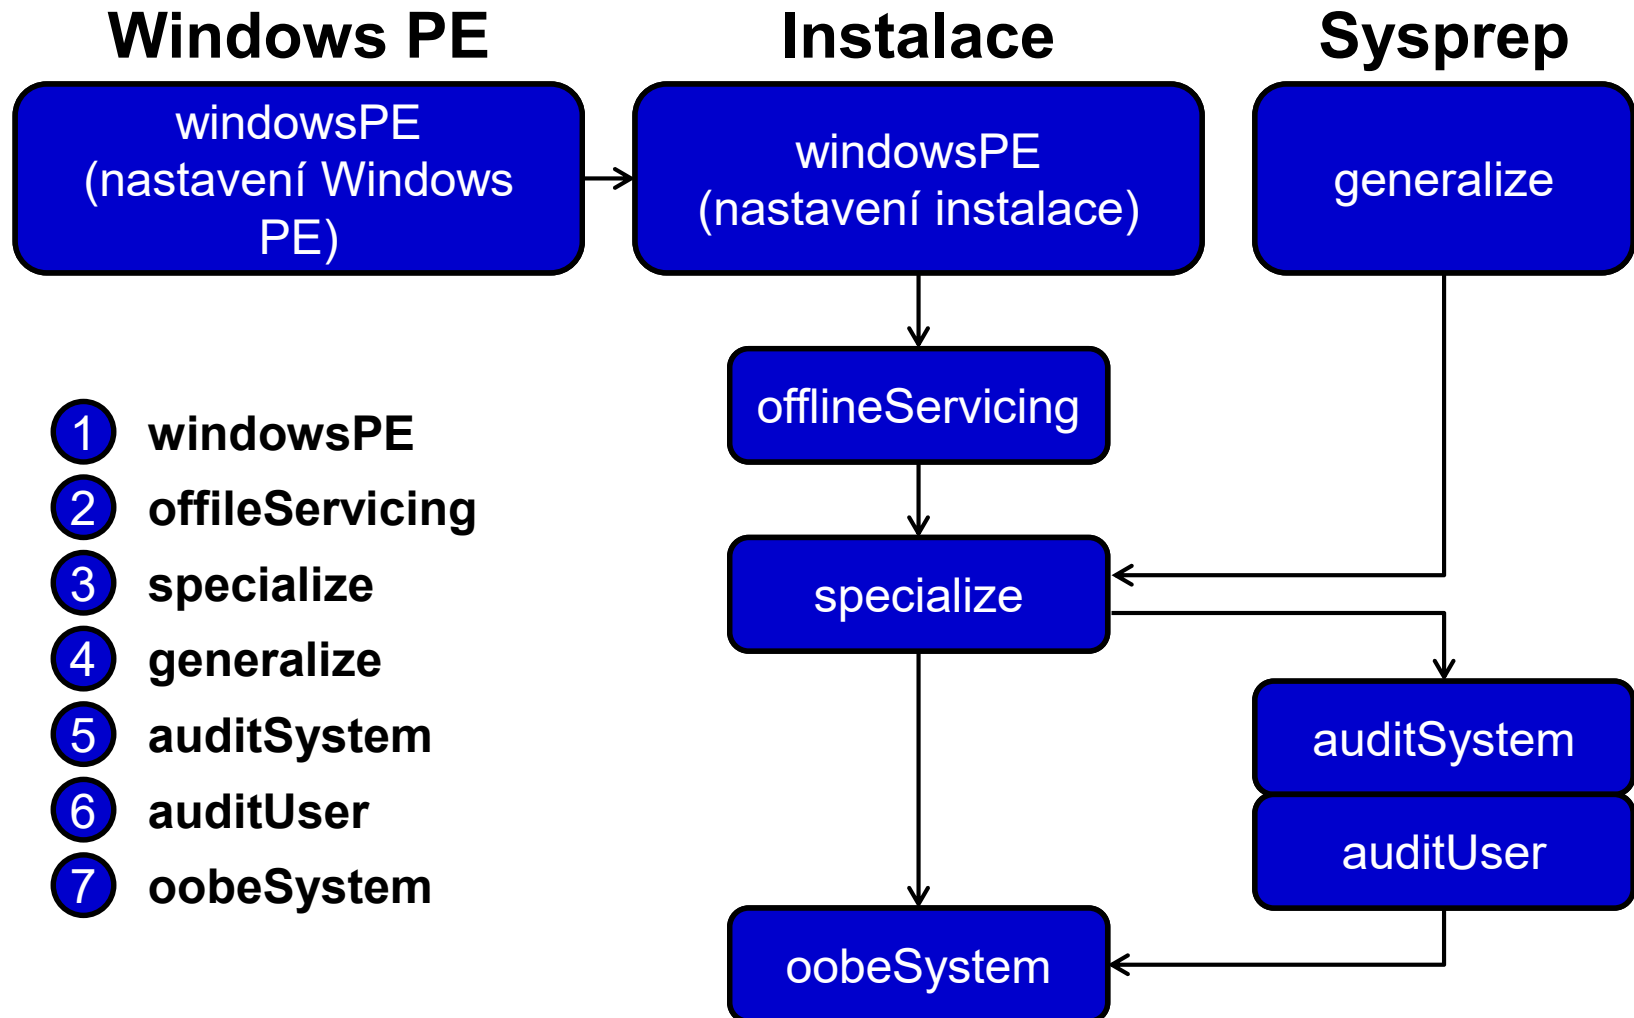 Windows PE
Instalace
Sysprep
windowsPE
(nastavení Windows
PE)
windowsPE
(nastavení instalace)
generalize
offlineServicing
1 windowsPE
2 offileServicing
3 specialize
4 generalize
5 auditSystem
6 auditUser
7 oobeSystem
specialize
auditSystem
auditUser
oobeSystem